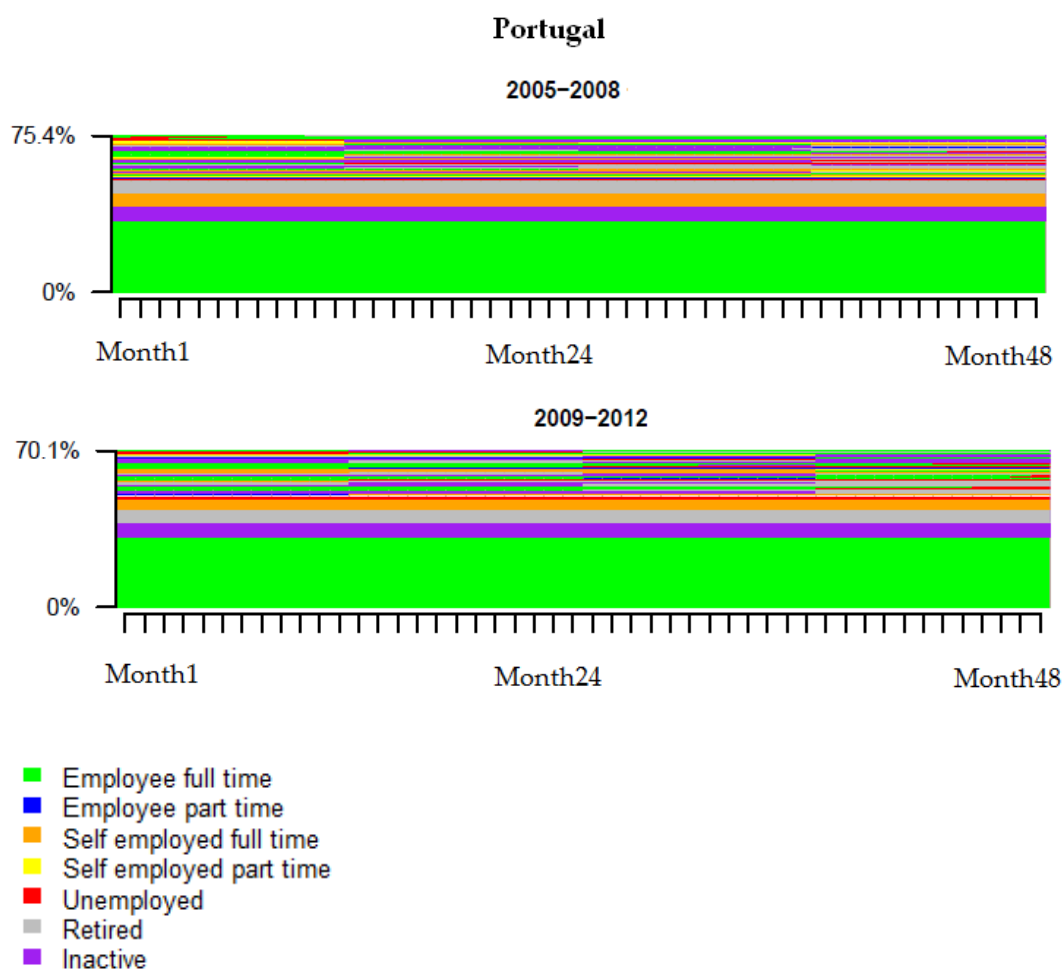 Portugal
2005−2008
75.4%
0%
Month1
Month24
Month48
2009−2012
70.1%
0%
Month1
Month24
Month48
Employee full time
Employee part time
Self employed full time
Self employed part time
Unemployed
Retired
Inactive